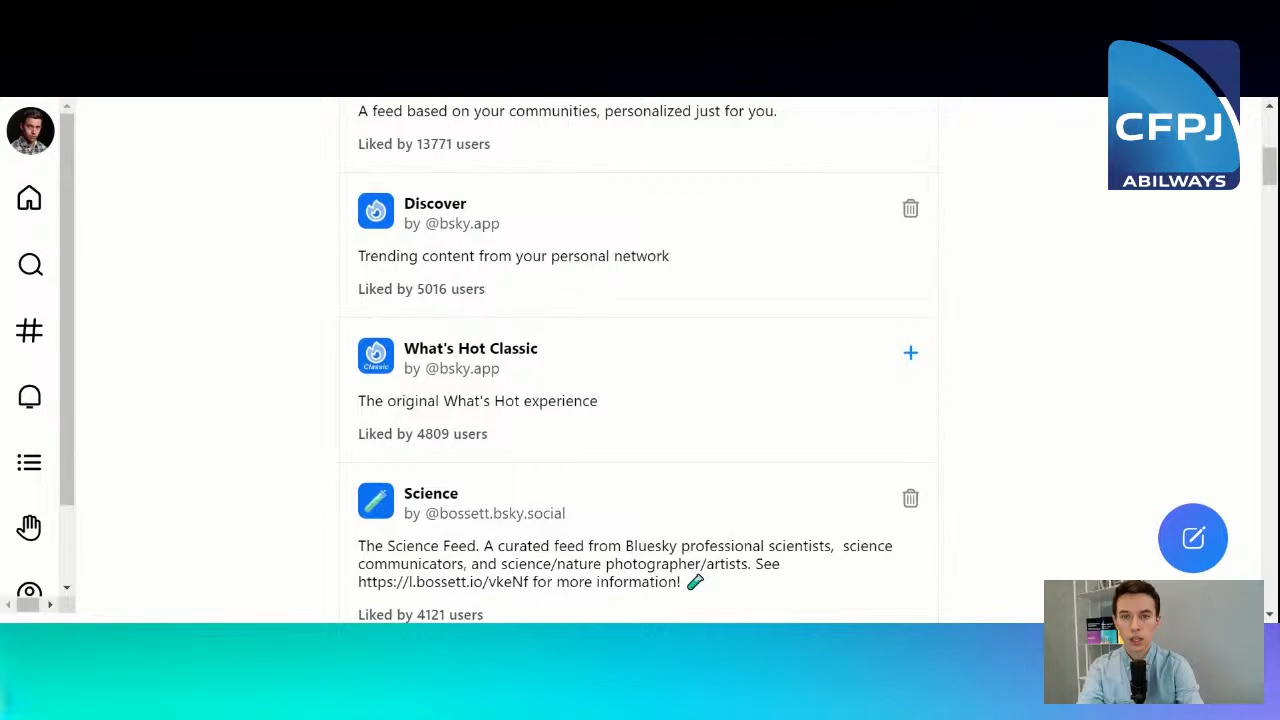 A feed based on your communities, personalized just for you.
Liked by 13771 users
CFPJ
ABILWAYS
Discover
by @bsky.app
Trending content from your personal network
Liked by 5016 users
What's Hot Classic
by @bsky.app
Classic
The original What's Hot experience
Liked by 4809 users
Science
by @bossett.bsky.social
The Science Feed. A curated feed from Bluesky professional scientists,  science
communicators, and science/nature photographer/artists. See
https://l.bossett.io/vkeNf for more information!
Liked by 4121 users